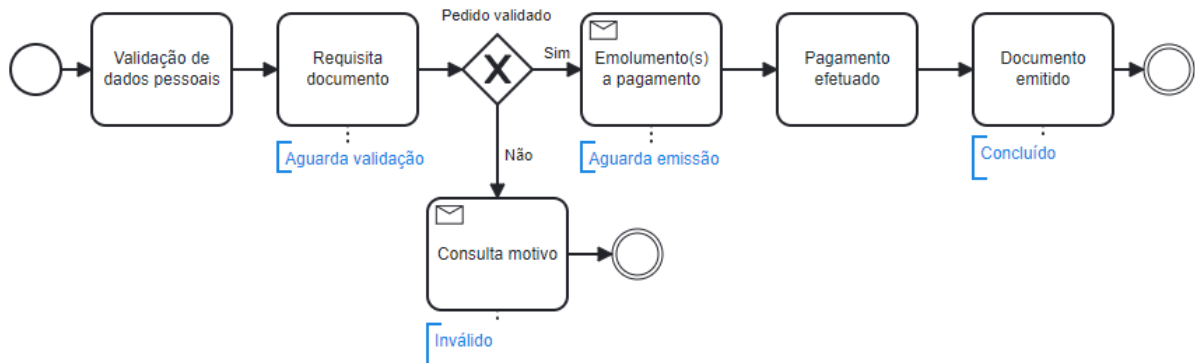 Pedido validado
Validação de
dados pessoais
Requisita
documento
Sim
Emolumento(s)
a pagamento
Pagamento
efetuado
Documento
emitido
Aguarda validação
Não
Aguarda emissão
Concluído
Consulta motivo
Inválido